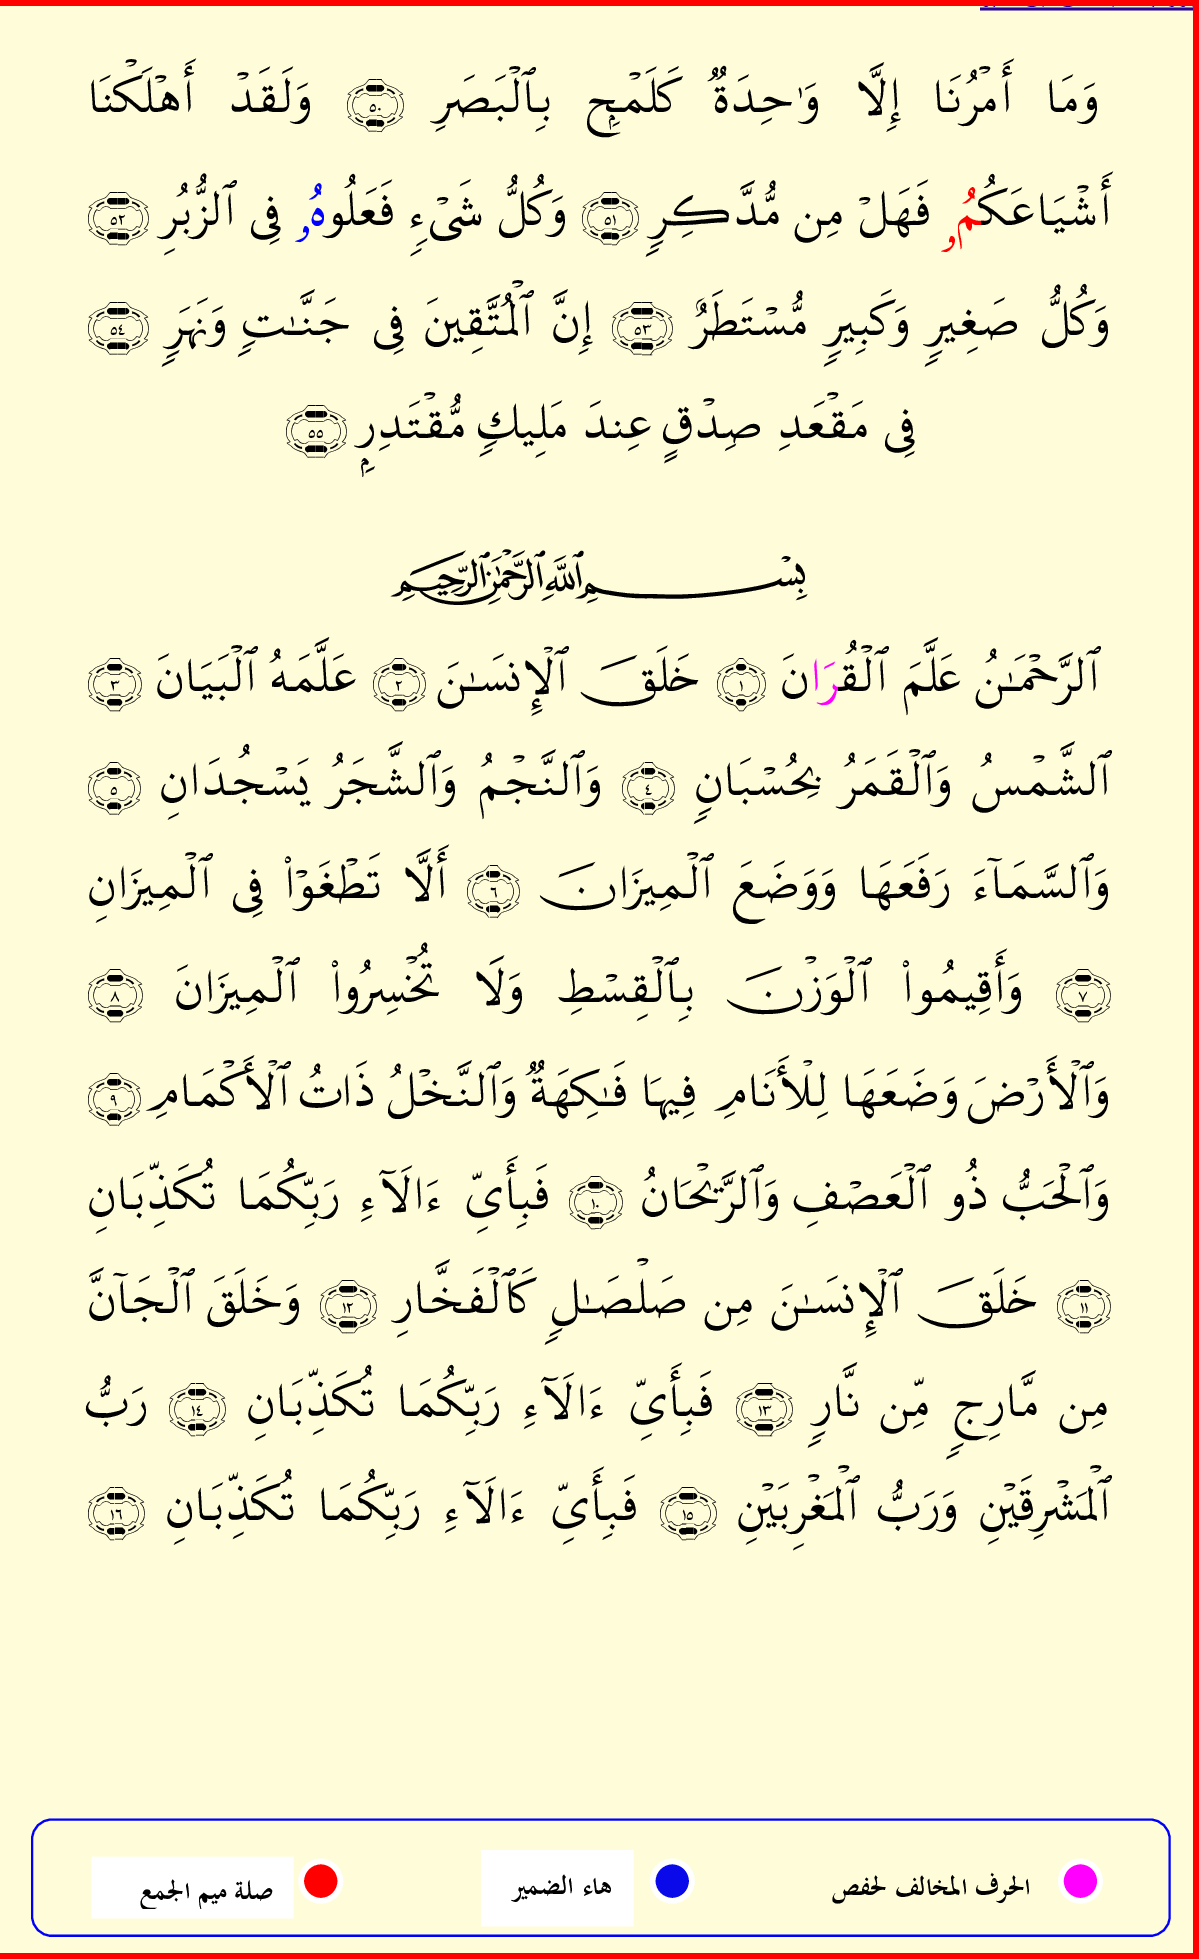 وَمَا أَمْرُنَا إِلَّا وَٰحِدَةٌ كَلَمْحِۭ بِٱلْبَصَرِ ٥٠ وَلَقَدْ أَهْلَكْنَا
أَشْيَاعَكُمُۥ فَهَلْ مِن مُّدَّكِرٍ ٥١ وَكُلُّ شَىْءٍ فَعَلُوهُۥ فِى ٱلزُّبُرِ ٥٢
وَكُلُّ صَغِيرٍ وَكَبِيرٍ مُّسْتَطَرٌ ٥٣ إِنَّ ٱلْمُتَّقِينَ فِى جَنَّـٰتٍ وَنَهَرٍ ٥٤
فِى مَقْعَدِ صِدْقٍ عِندَ مَلِيكٍ مُّقْتَدِرِۭ ٥٥
بِسْمِ ٱللَّهِ ٱلرَّحْمَٰنِ ٱلرَّحِيمِ
ٱلرَّحْمَـٰنُ عَلَّمَ ٱلْقُرَانَ ١ خَلَقَ ٱلْإِنسَـٰنَ ٢ عَلَّمَهُ ٱلْبَيَانَ ٣
ٱلشَّمْسُ وَٱلْقَمَرُ بِحُسْبَانٍ ٤ وَٱلنَّجْمُ وَٱلشَّجَرُ يَسْجُدَانِ ٥
وَٱلسَّمَآءَ رَفَعَهَا وَوَضَعَ ٱلْمِيزَانَ ٦ أَلَّا تَطْغَوْا۟ فِى ٱلْمِيزَانِ
٧ وَأَقِيمُوا۟ ٱلْوَزْنَ بِٱلْقِسْطِ وَلَا تُخْسِرُوا۟ ٱلْمِيزَانَ ٨
وَٱلْأَرْضَ وَضَعَهَا لِلْأَنَامِ فِيهَا فَـٰكِهَةٌ وَٱلنَّخْلُ ذَاتُ ٱلْأَكْمَامِ ٩
وَٱلْحَبُّ ذُو ٱلْعَصْفِ وَٱلرَّيْحَانُ ١٠ فَبِأَىِّ ءَالَآءِ رَبِّكُمَا تُكَذِّبَانِ
١١ خَلَقَ ٱلْإِنسَـٰنَ مِن صَلْصَـٰلٍ كَٱلْفَخَّارِ ١٢ وَخَلَقَ ٱلْجَآنَّ
مِن مَّارِجٍ مِّن نَّارٍ ١٣ فَبِأَىِّ ءَالَآءِ رَبِّكُمَا تُكَذِّبَانِ ١٤ رَبُّ
ٱلْمَشْرِقَيْنِ وَرَبُّ ٱلْمَغْرِبَيْنِ ١٥ فَبِأَىِّ ءَالَآءِ رَبِّكُمَا تُكَذِّبَانِ ١٦
الحرف المخالف لحفص هاء الضمير صلة ميم الجمع